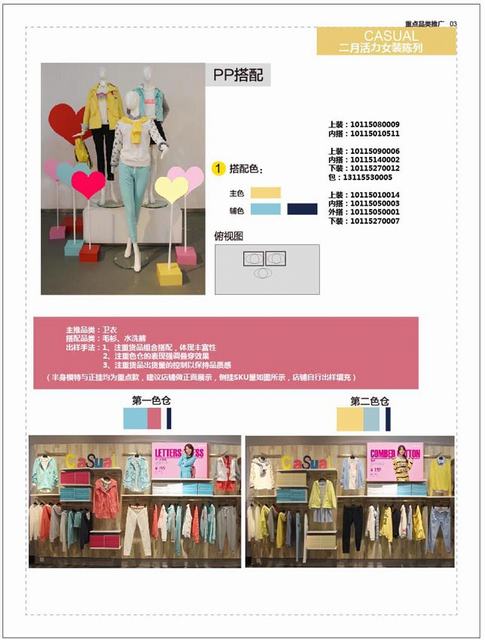 重点品类推广 03
CASUAL
二月活力女装陈列
PP搭配
上装：10115080009
内搭：10115010511
上装：10115090006
内搭：10115140002
下装：10115270012
包：13115530005
上装：10115010014
内搭：10115050003
外搭：10115050001
下装：10115270007
1 搭配色：
主色
辅色
俯视图
主推品类：卫衣
搭配品类：毛衫、水洗裤
出样手法：1、注重货品组合搭配，体现丰富性
2、注重色仓的表现强调叠穿效果
3、注重货品出货量的控制以保持品质感
（半身模特与正挂均为重点款，建议店铺做正面展示，侧挂SKU量如图所示，店铺自行出样填充）
第一色仓
第二色仓
CaSua
LETTERS
CaSua
COMBER COTTON